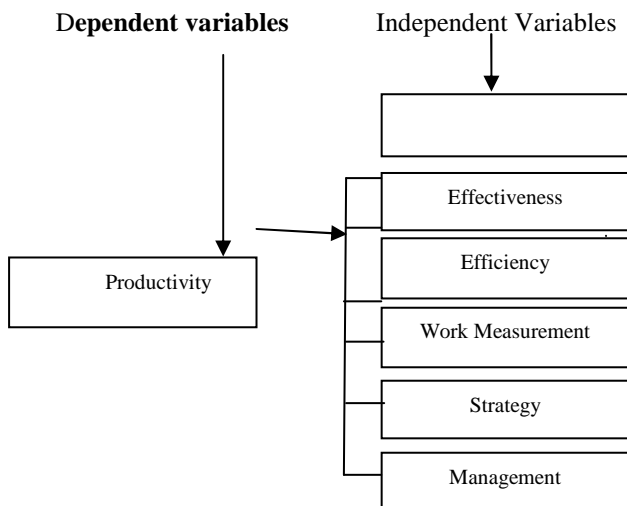 Dependent variables
Independent Variables
Effectiveness
Efficiency
Productivity
Work Measurement
Strategy
Management